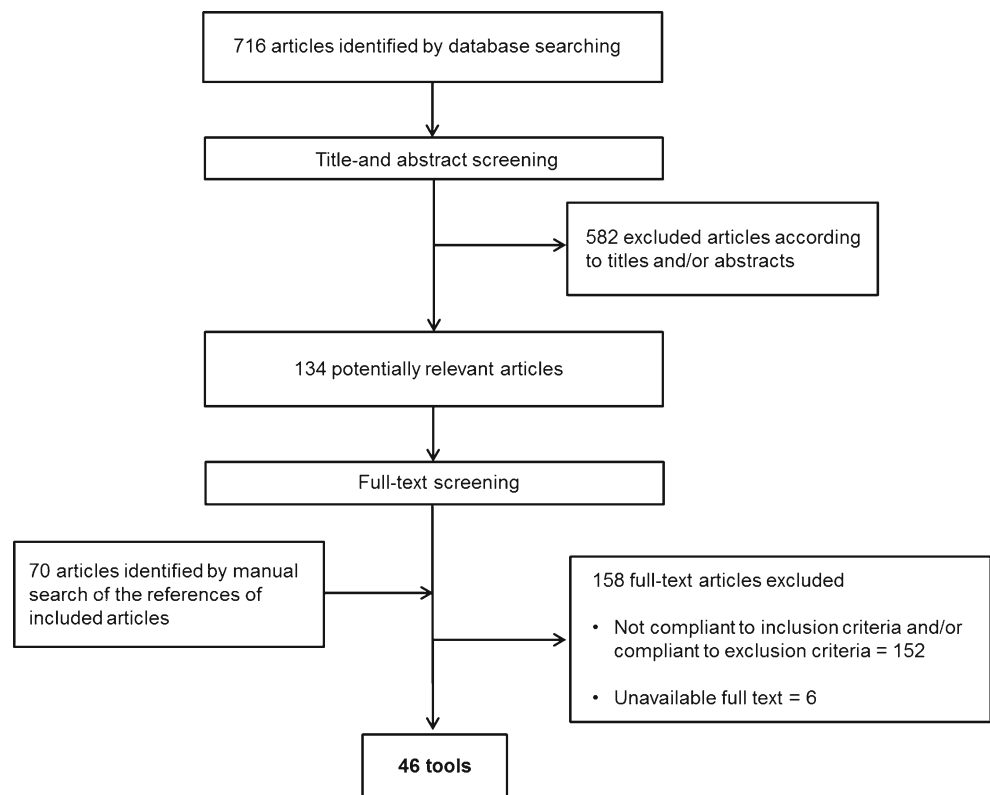 716 articles identified by database searching
Title-and abstract screening
582 excluded articles according
to titles and/or abstracts
134 potentially relevant articles
Full-text screening
70 articles identified by manual
search of the references of
included articles
158 full-text articles excluded
• Not compliant to inclusion criteria and/or
compliant to exclusion criteria = 152
• Unavailable full text = 6
46 tools